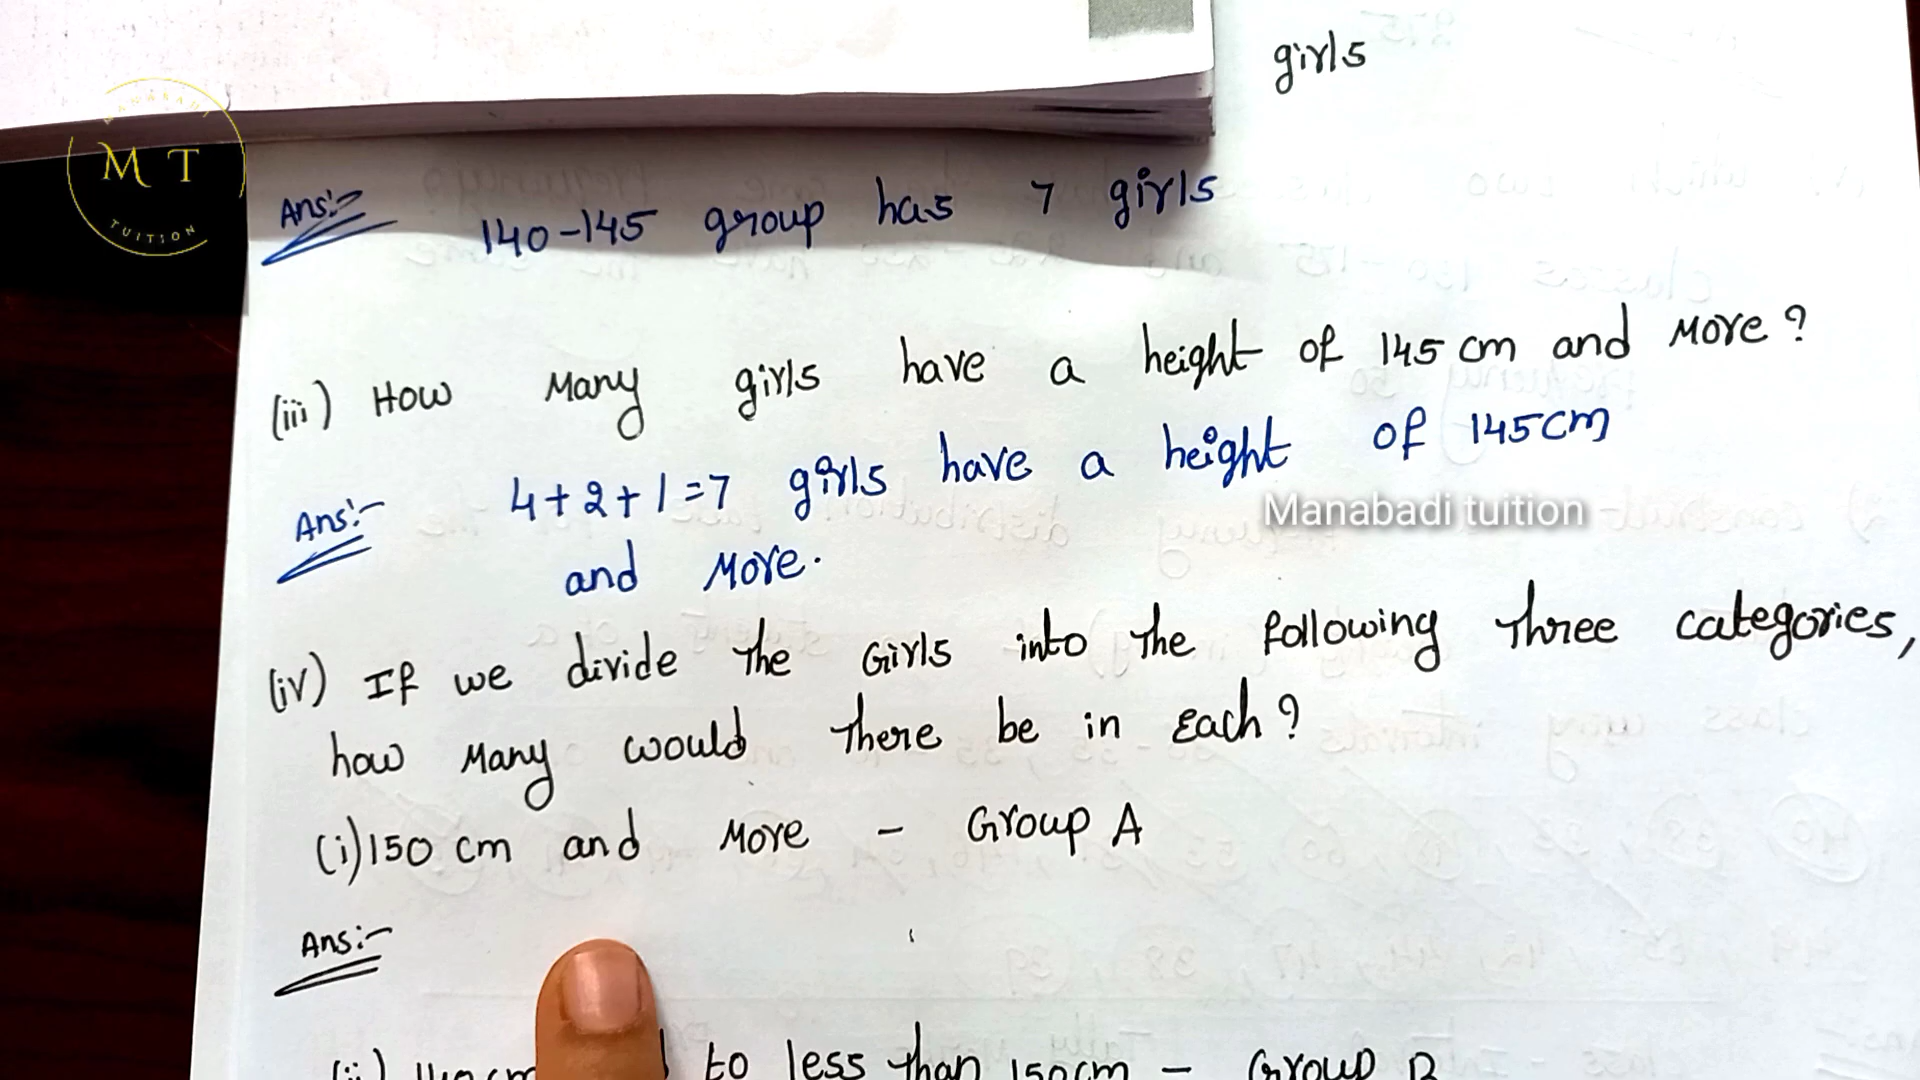 girls
M T
TUITION
Ans:- 140-145 group has 7 girls
(iii) How Many girls have a height of 145 cm and More?
Ans:- 4+2+1=7 girls have a height of 145cm
Manabadi tuition
and More.
(iv) If we divide the Girls into the following three categories,
how Many would there be in Each?
(i) 150 cm and More - Group A
Ans:-
to less than 150cm - Group B